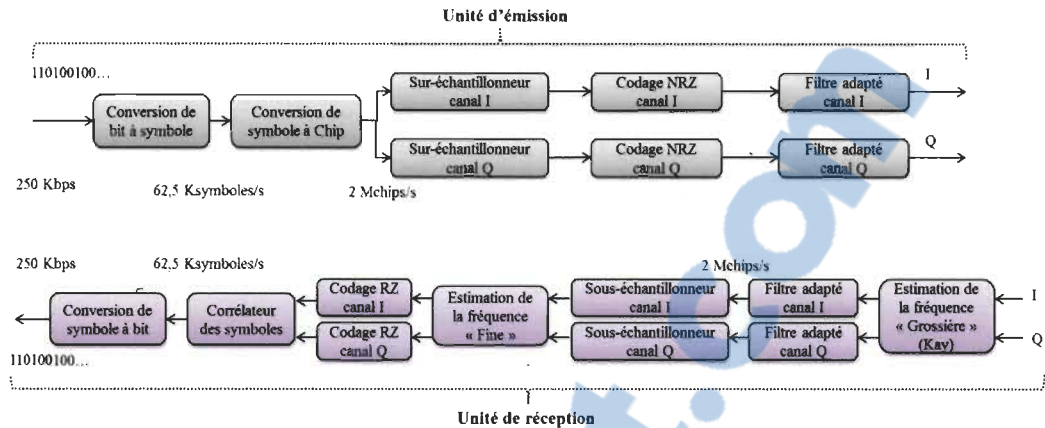 Unité d'émission
110100100...
Conversion de
bit à symbole
Conversion de
symbole à Chip
Sur-échantillonneur
canal I
Codage NRZ
canal I
Filtre adapté
canal I
I
Sur-échantillonneur
canal Q
Codage NRZ
canal Q
Filtre adapté
canal Q
Q
250 Kbps
62,5 Ksymboles/s
2 Mchips/s
250 Kbps
62,5 Ksymboles/s
2 Mchips/s
Conversion de
symbole à bit
Corrélateur
des symboles
Codage RZ
canal I
Codage RZ
canal Q
Estimation de
la fréquence
« Fine »
Sous-échantillonneur
canal I
Sous-échantillonneur
canal Q
Filtre adapté
canal I
Filtre adapté
canal Q
Estimation de
la fréquence
« Grossière »
(Kay)
I
Q
110100100...
Unité de réception
t.com